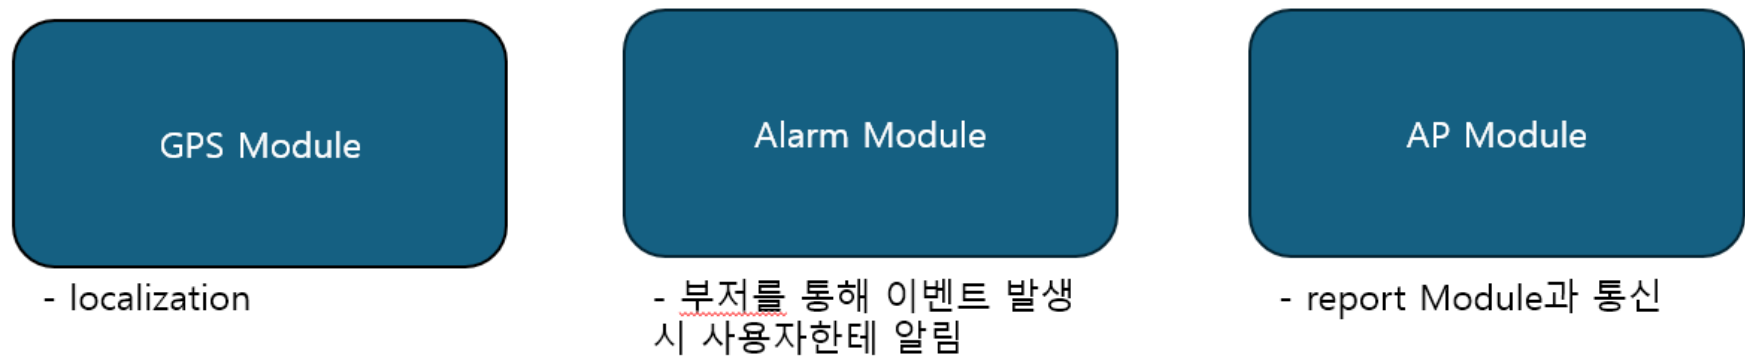 GPS Module
Alarm Module
AP Module
- localization
- 부저를 통해 이벤트 발생
시 사용자한테 알림
- report Module과 통신